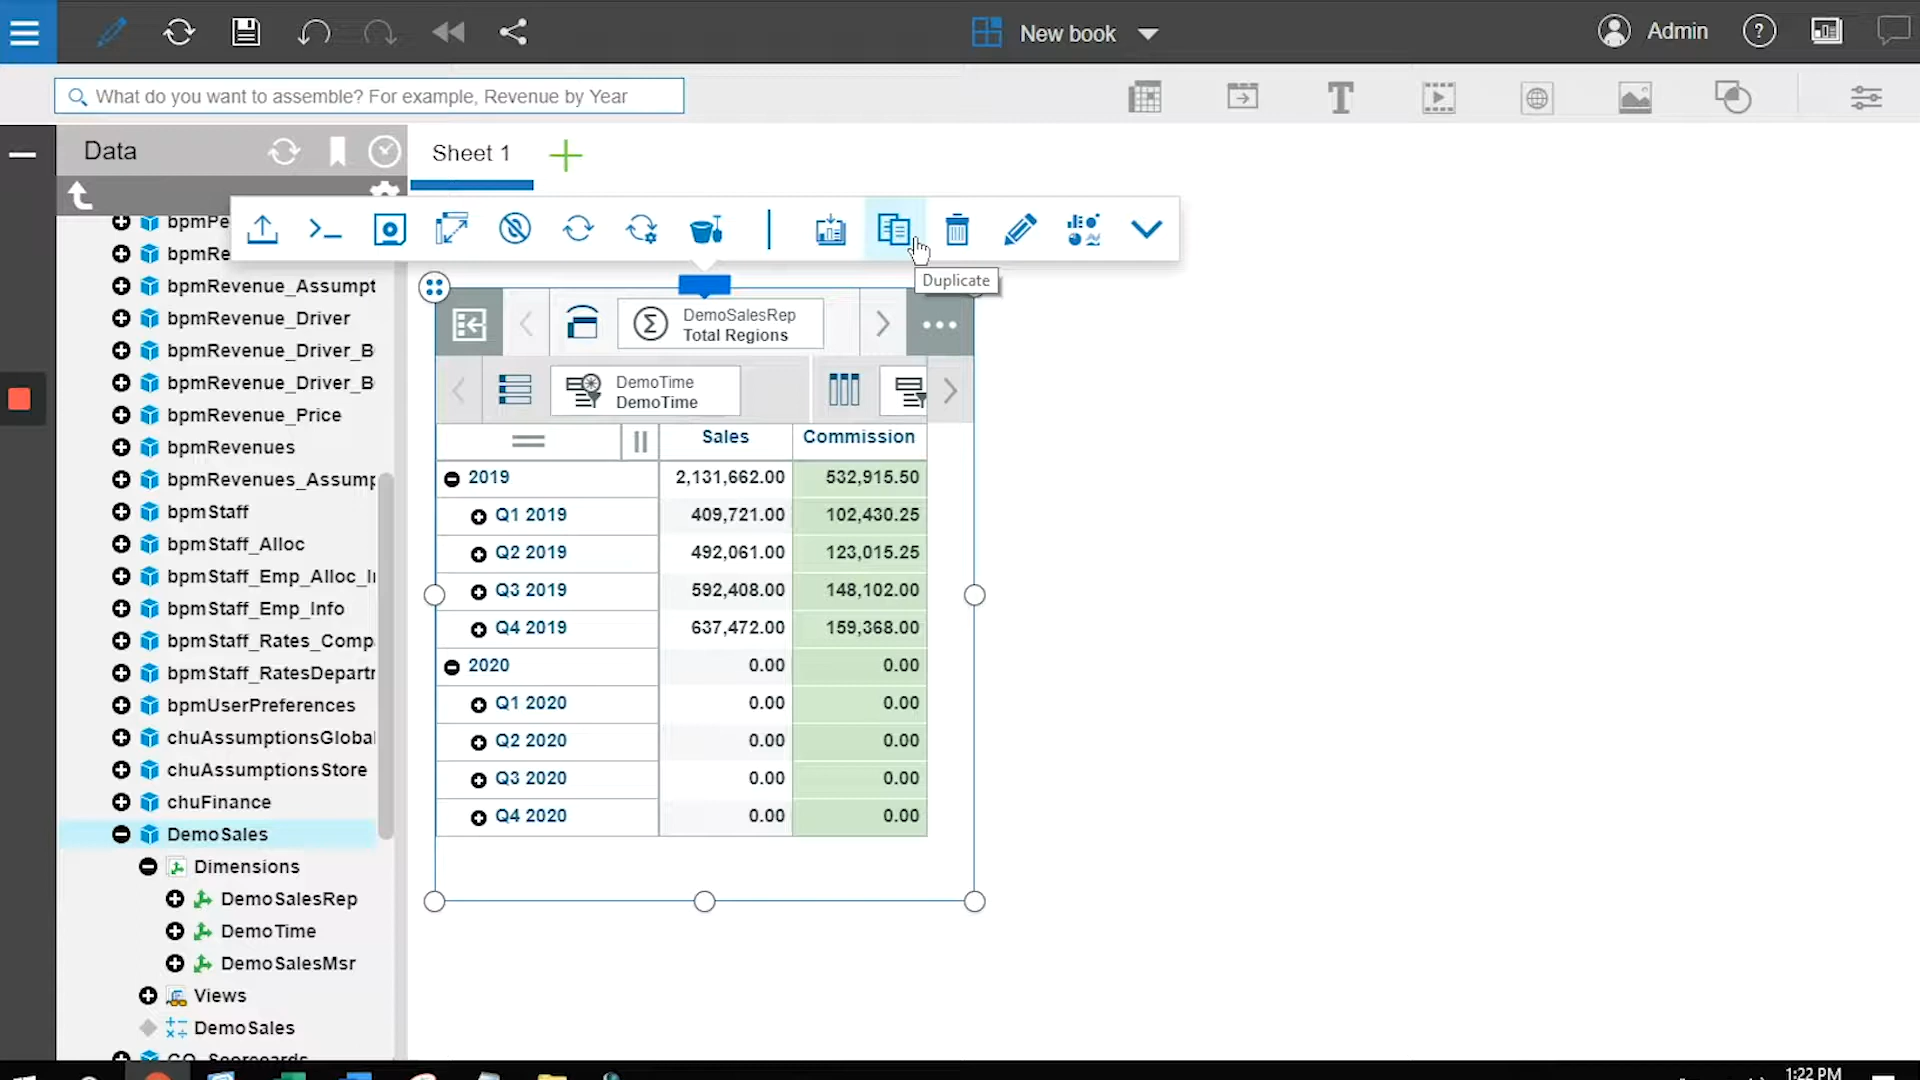 New book
Admin
What do you want to assemble? For example, Revenue by Year
Data
Sheet 1
Duplicate
bpmPe
bpmRe
bpmRevenue_Assumpt
bpmRevenue_Driver
bpmRevenue_Driver_B
bpmRevenue_Driver_B
bpmRevenue_Price
bpmRevenues
bpmRevenues_Assump
bpmStaff
bpmStaff_Alloc
bpmStaff_Emp_Alloc_I
bpmStaff_Emp_Info
bpmStaff_Rates_Comp
bpmStaff_RatesDepart
bpmUserPreferences
chuAssumptionsGlobal
chuAssumptionsStore
chuFinance
DemoSales
Dimensions
DemoSalesRep
DemoTime
DemoSalesMsr
Views
DemoSales
DemoSalesRep
Total Regions
DemoTime
DemoTime
Sales Commission
2019 2,131,662.00 532,915.50
Q1 2019 409,721.00 102,430.25
Q2 2019 492,061.00 123,015.25
Q3 2019 592,408.00 148,102.00
Q4 2019 637,472.00 159,368.00
2020 0.00 0.00
Q1 2020 0.00 0.00
Q2 2020 0.00 0.00
Q3 2020 0.00 0.00
Q4 2020 0.00 0.00
1:22 PM